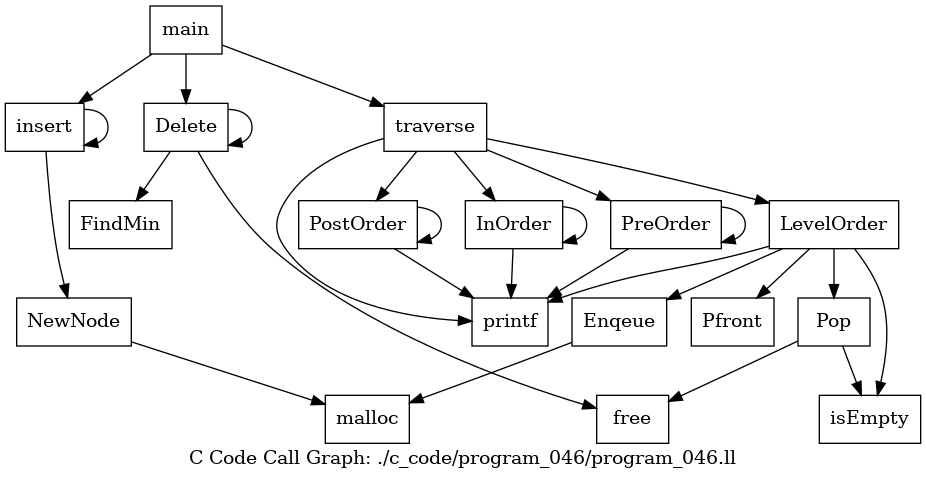 main
insert
Delete
traverse
FindMin
PostOrder
InOrder
PreOrder
LevelOrder
NewNode
printf
Enqeue
Pfront
Pop
malloc
free
isEmpty
C Code Call Graph: ./c_code/program_046/program_046.ll